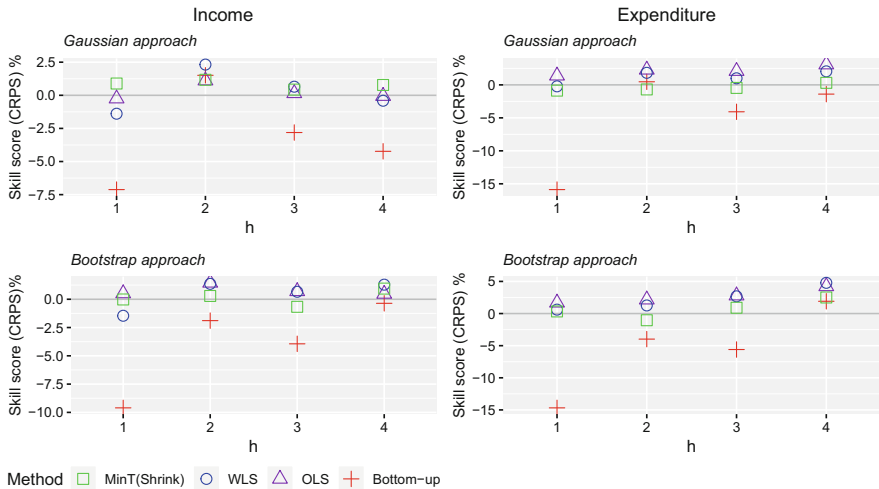 Income
Expenditure
Gaussian approach
Gaussian approach
Skill score (CRPS) %
2.5
0.0
−2.5
−5.0
−7.5
1 2 3 4
h
Skill score (CRPS) %
0
−5
−10
−15
1 2 3 4
h
Bootstrap approach
Bootstrap approach
Skill score (CRPS)%
0.0
−2.5
−5.0
−7.5
−10.0
1 2 3 4
h
Skill score (CRPS) %
5
0
−5
−10
−15
1 2 3 4
h
Method MinT(Shrink) WLS OLS Bottom−up